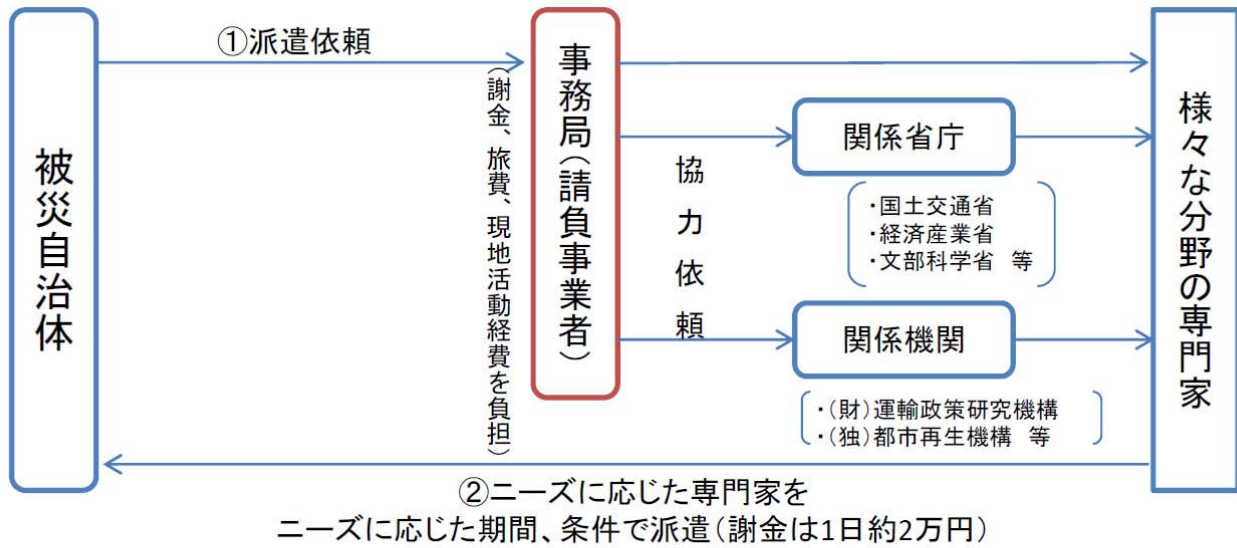 被災自治体
①派遣依頼
（謝金、旅費、現地活動経費を負担）
事務局（請負事業者）
協力依頼
関係省庁
・国土交通省
・経済産業省
・文部科学省　等
関係機関
・（財）運輸政策研究機構
・（独）都市再生機構　等
様々な分野の専門家
②ニーズに応じた専門家を
ニーズに応じた期間、条件で派遣（謝金は1日約2万円）